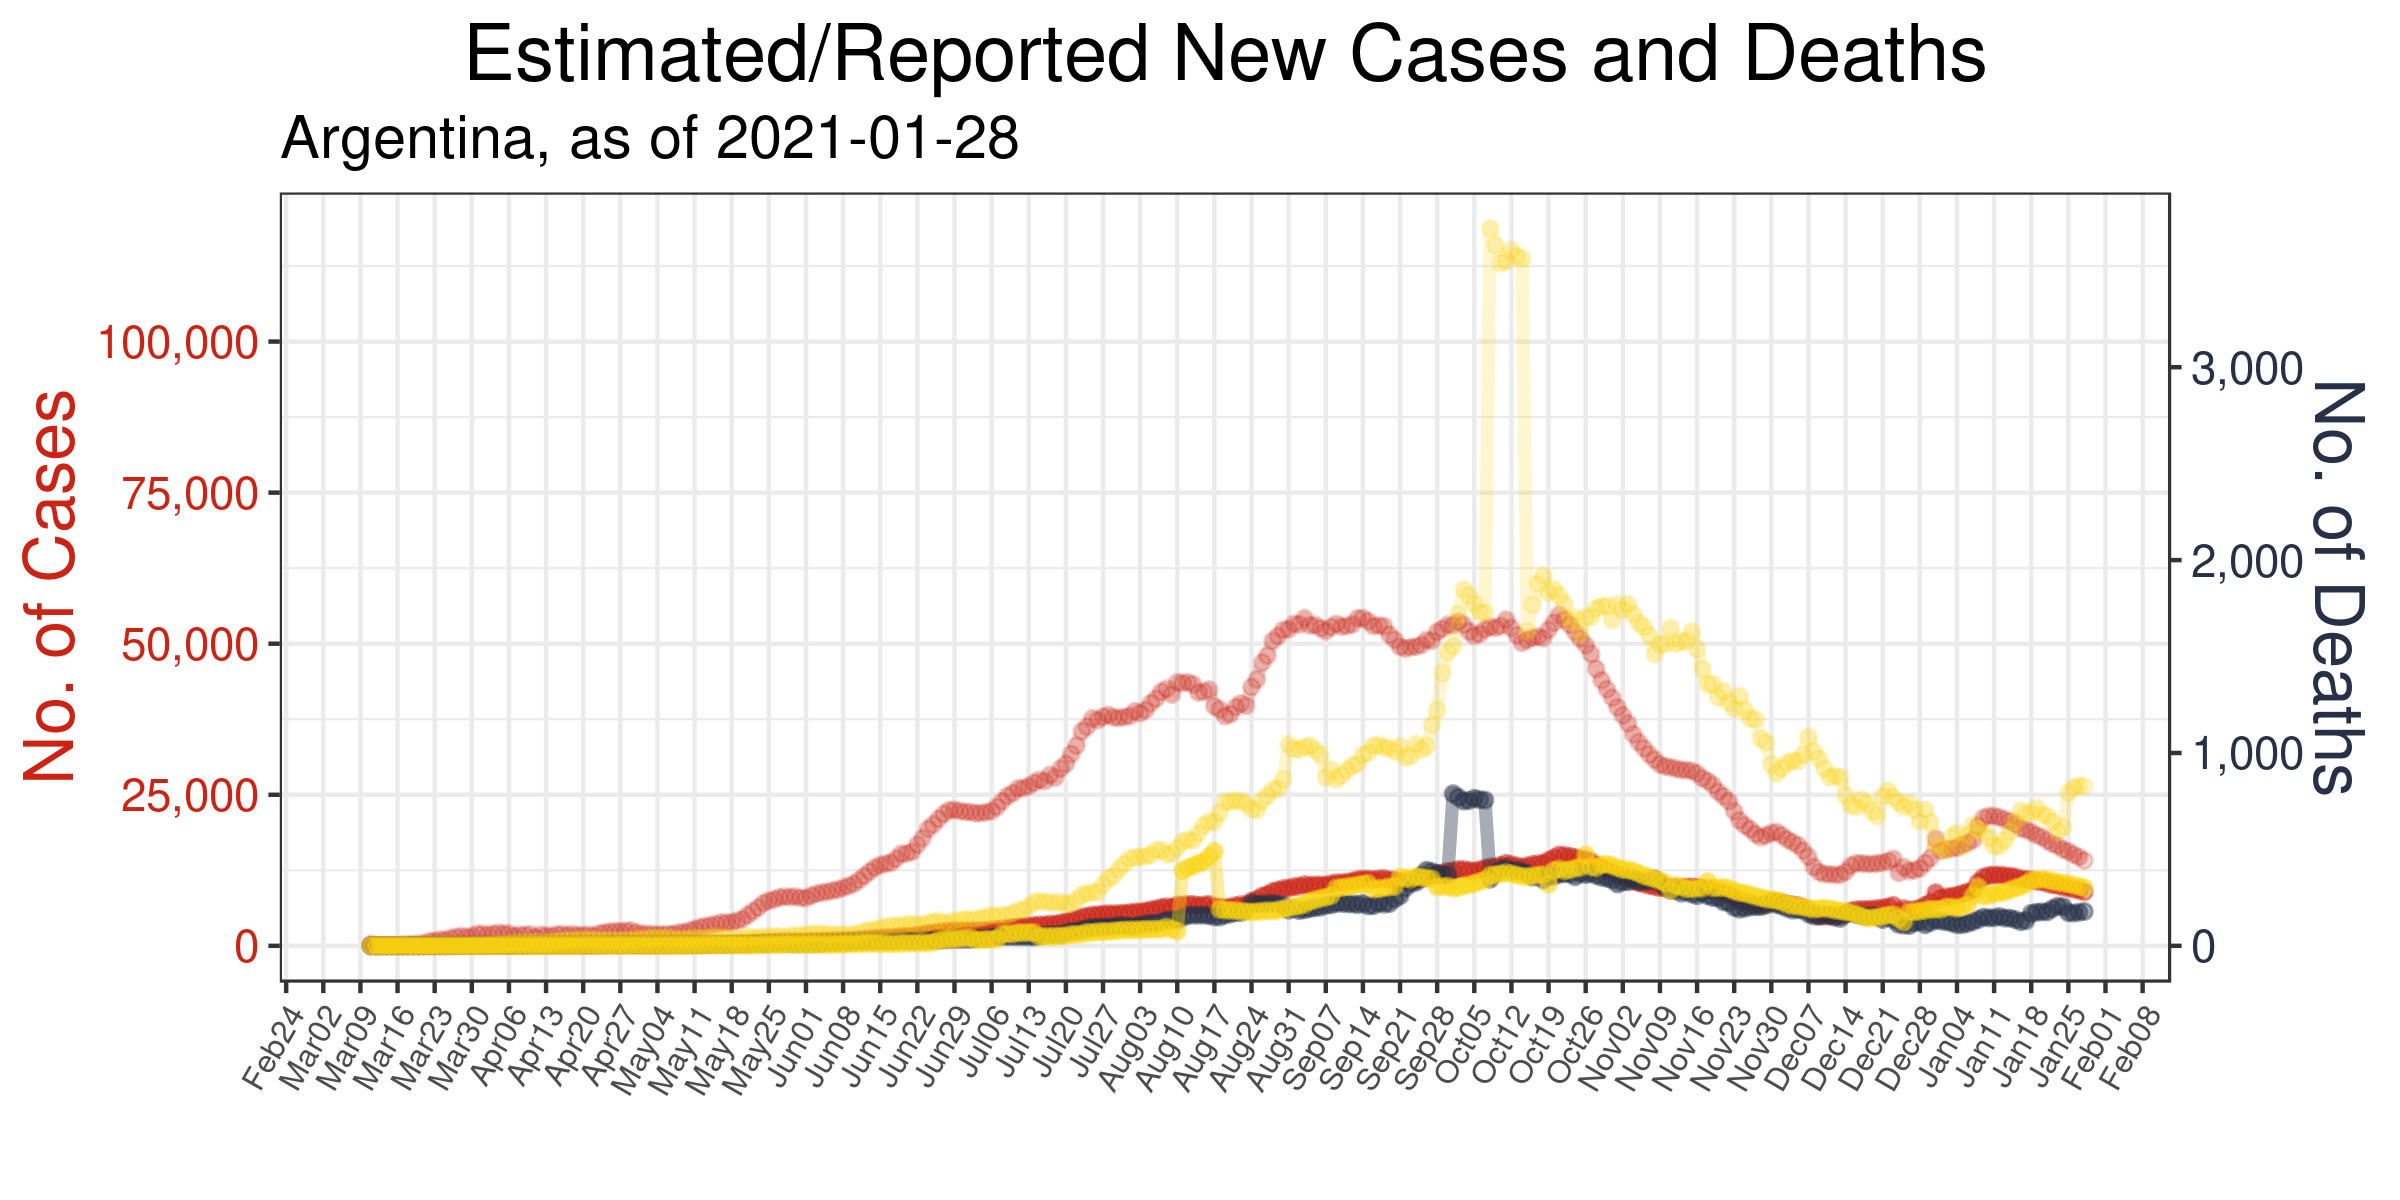 Estimated/Reported New Cases and Deaths
Argentina, as of 2021-01-28
No. of Cases
100,000
75,000
50,000
25,000
0
3,000
2,000
1,000
0
No. of Deaths
Feb24
Mar02
Mar09
Mar16
Mar23
Mar30
Apr06
Apr13
Apr20
Apr27
May04
May11
May18
May25
Jun01
Jun08
Jun15
Jun22
Jun29
Jul06
Jul13
Jul20
Jul27
Aug03
Aug10
Aug17
Aug24
Aug31
Sep07
Sep14
Sep21
Sep28
Oct05
Oct12
Oct19
Oct26
Nov02
Nov09
Nov16
Nov23
Nov30
Dec07
Dec14
Dec21
Dec28
Jan04
Jan11
Jan18
Jan25
Feb01
Feb08